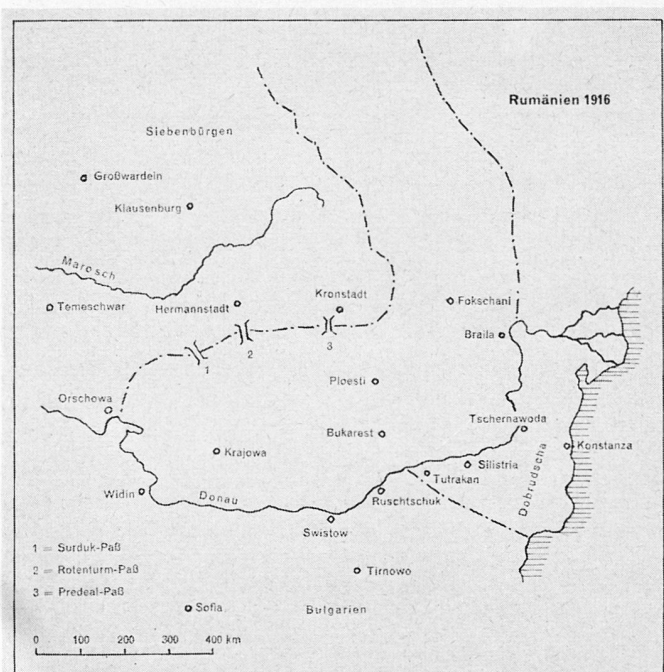 Rumänien 1916
Siebenbürgen
Großwardein
Klausenburg
Marosch
Temeschwar
Hermannstadt
Kronstadt
Fokschani
Braila
1
2
3
Ploesti
Orschowa
Tschernawoda
Bukarest
Krajowa
Konstanza
Silistria
Tutrakan
Dobrudscha
Widin
Donau
Ruschtschuk
Swistow
1 = Surduk-Paß
2 = Rotenturm-Paß
3 = Predeal-Paß
Tirnowo
Sofia
Bulgarien
0 100 200 300 400 km